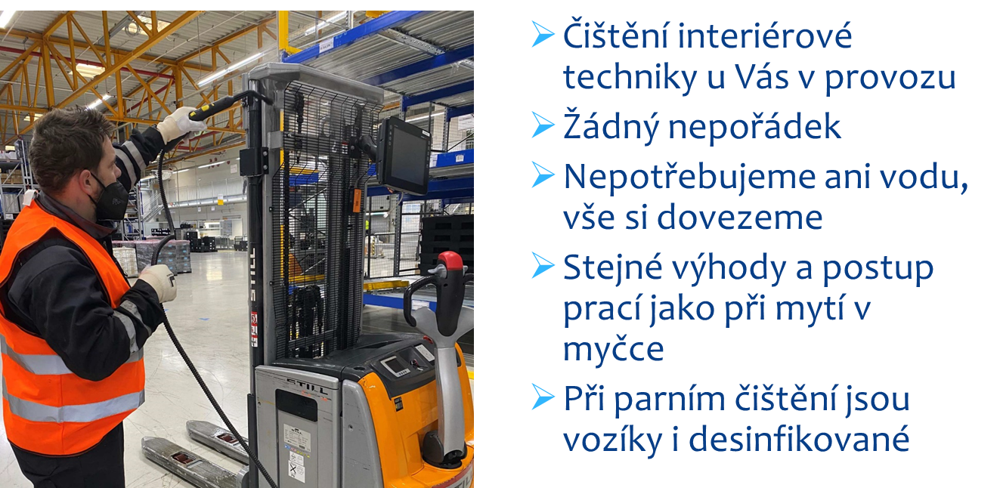 Čištění interiérové
techniky u Vás v provozu
Žádný nepořádek
Nepotřebujeme ani vodu,
vše si dovezeme
Stejné výhody a postup
prací jako při mytí v
myčce
Při parním čištění jsou
vozíky i desinfikované
STILL
STILL